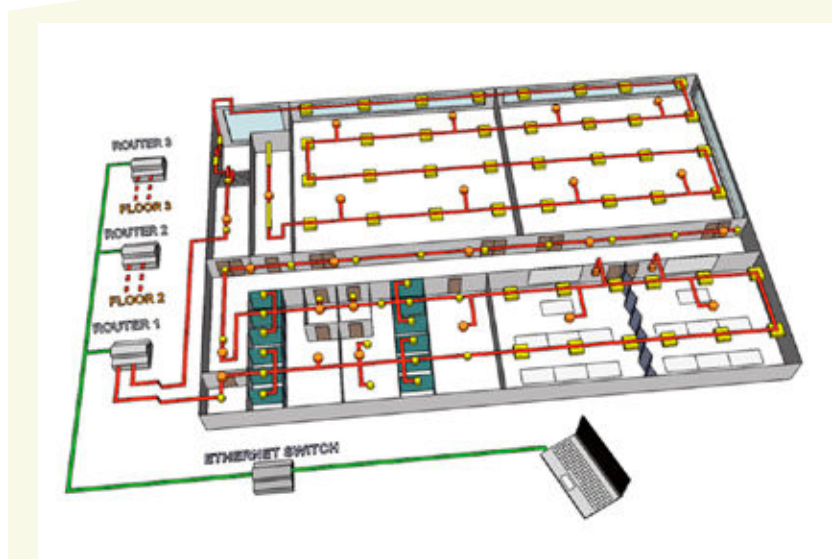 ROUTER 3
FLOOR 3
ROUTER 2
FLOOR 2
ROUTER 1
ETHERNET SWITCH